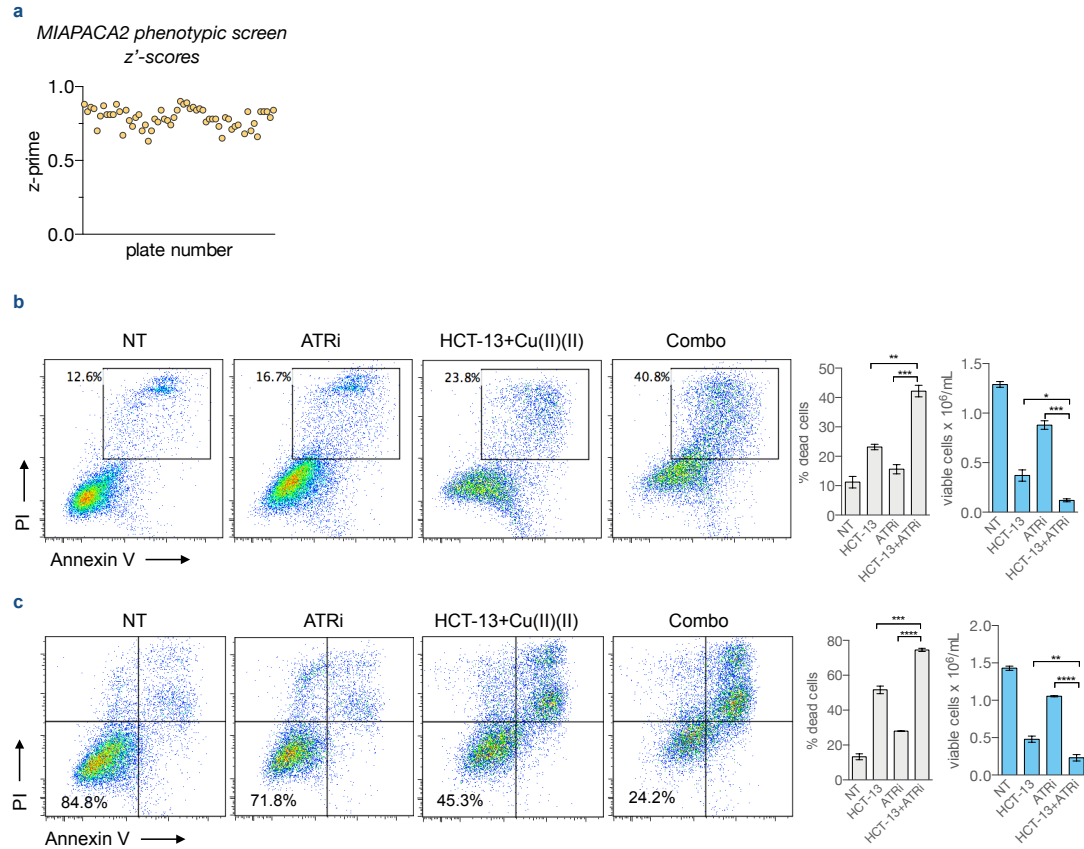 a
MIAPACA2 phenotypic screen
z'-scores
1.0
0.5
0.0
z-prime
plate number
b
NT
ATRi
HCT-13+Cu(II)(II)
Combo
12.6%
16.7%
23.8%
40.8%
PI
Annexin V
% dead cells
50
40
30
20
10
0
**
***
NT
HCT-13
ATRi
HCT-13+ATRi
viable cells x 10⁶/mL
1.5
1.0
0.5
0.0
*
***
NT
HCT-13
ATRi
HCT-13+ATRi
c
NT
ATRi
HCT-13+Cu(II)(II)
Combo
84.8%
71.8%
45.3%
24.2%
PI
Annexin V
% dead cells
80
60
40
20
0
***
****
NT
HCT-13
ATRi
HCT-13+ATRi
viable cells x 10⁶/mL
2.0
1.5
1.0
0.5
0.0
**
****
NT
HCT-13
ATRi
HCT-13+ATRi